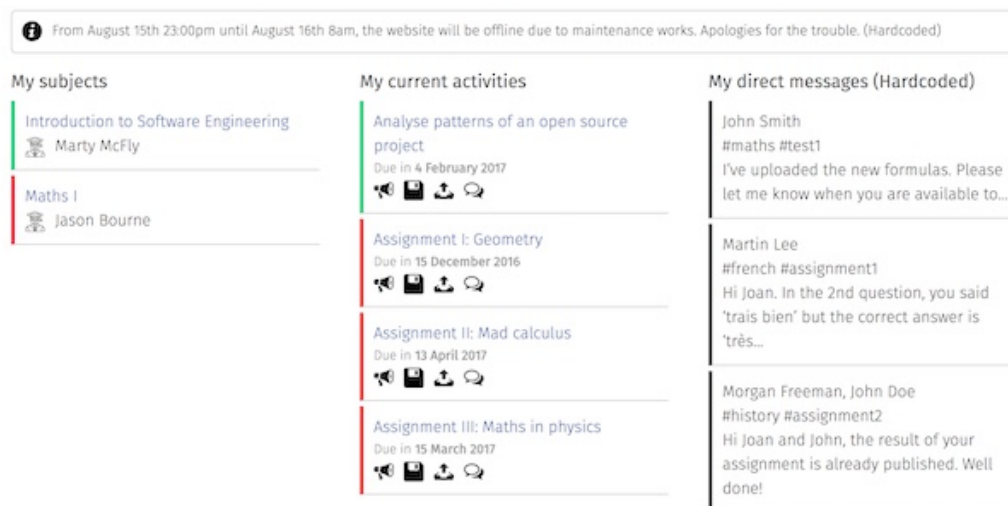 From August 15th 23:00pm until August 16th 8am, the website will be offline due to maintenance works. Apologies for the trouble. (Hardcoded)
My subjects
Introduction to Software Engineering
Marty McFly
Maths I
Jason Bourne
My current activities
Analyse patterns of an open source
project
Due in 4 February 2017
Assignment I: Geometry
Due in 15 December 2016
Assignment II: Mad calculus
Due in 13 April 2017
Assignment III: Maths in physics
Due in 15 March 2017
My direct messages (Hardcoded)
John Smith
#maths #test1
I've uploaded the new formulas. Please
let me know when you are available to...
Martin Lee
#french #assignment1
Hi Joan. In the 2nd question, you said
'trais bien' but the correct answer is
'très...
Morgan Freeman, John Doe
#history #assignment2
Hi Joan and John, the result of your
assignment is already published. Well
done!